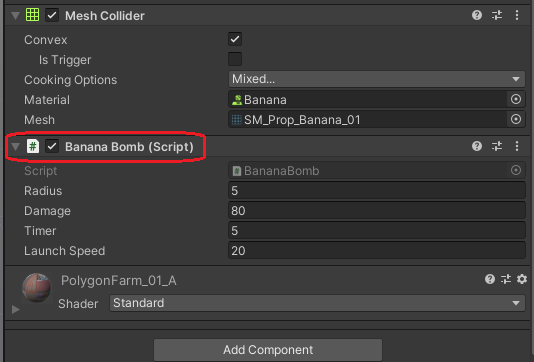 Mesh Collider
Convex
Is Trigger
Cooking Options Mixed...
Material Banana
Mesh SM_Prop_Banana_01
# Banana Bomb (Script)
Script # BananaBomb
Radius 5
Damage 80
Timer 5
Launch Speed 20
PolygonFarm_01_A
Shader Standard
Add Component